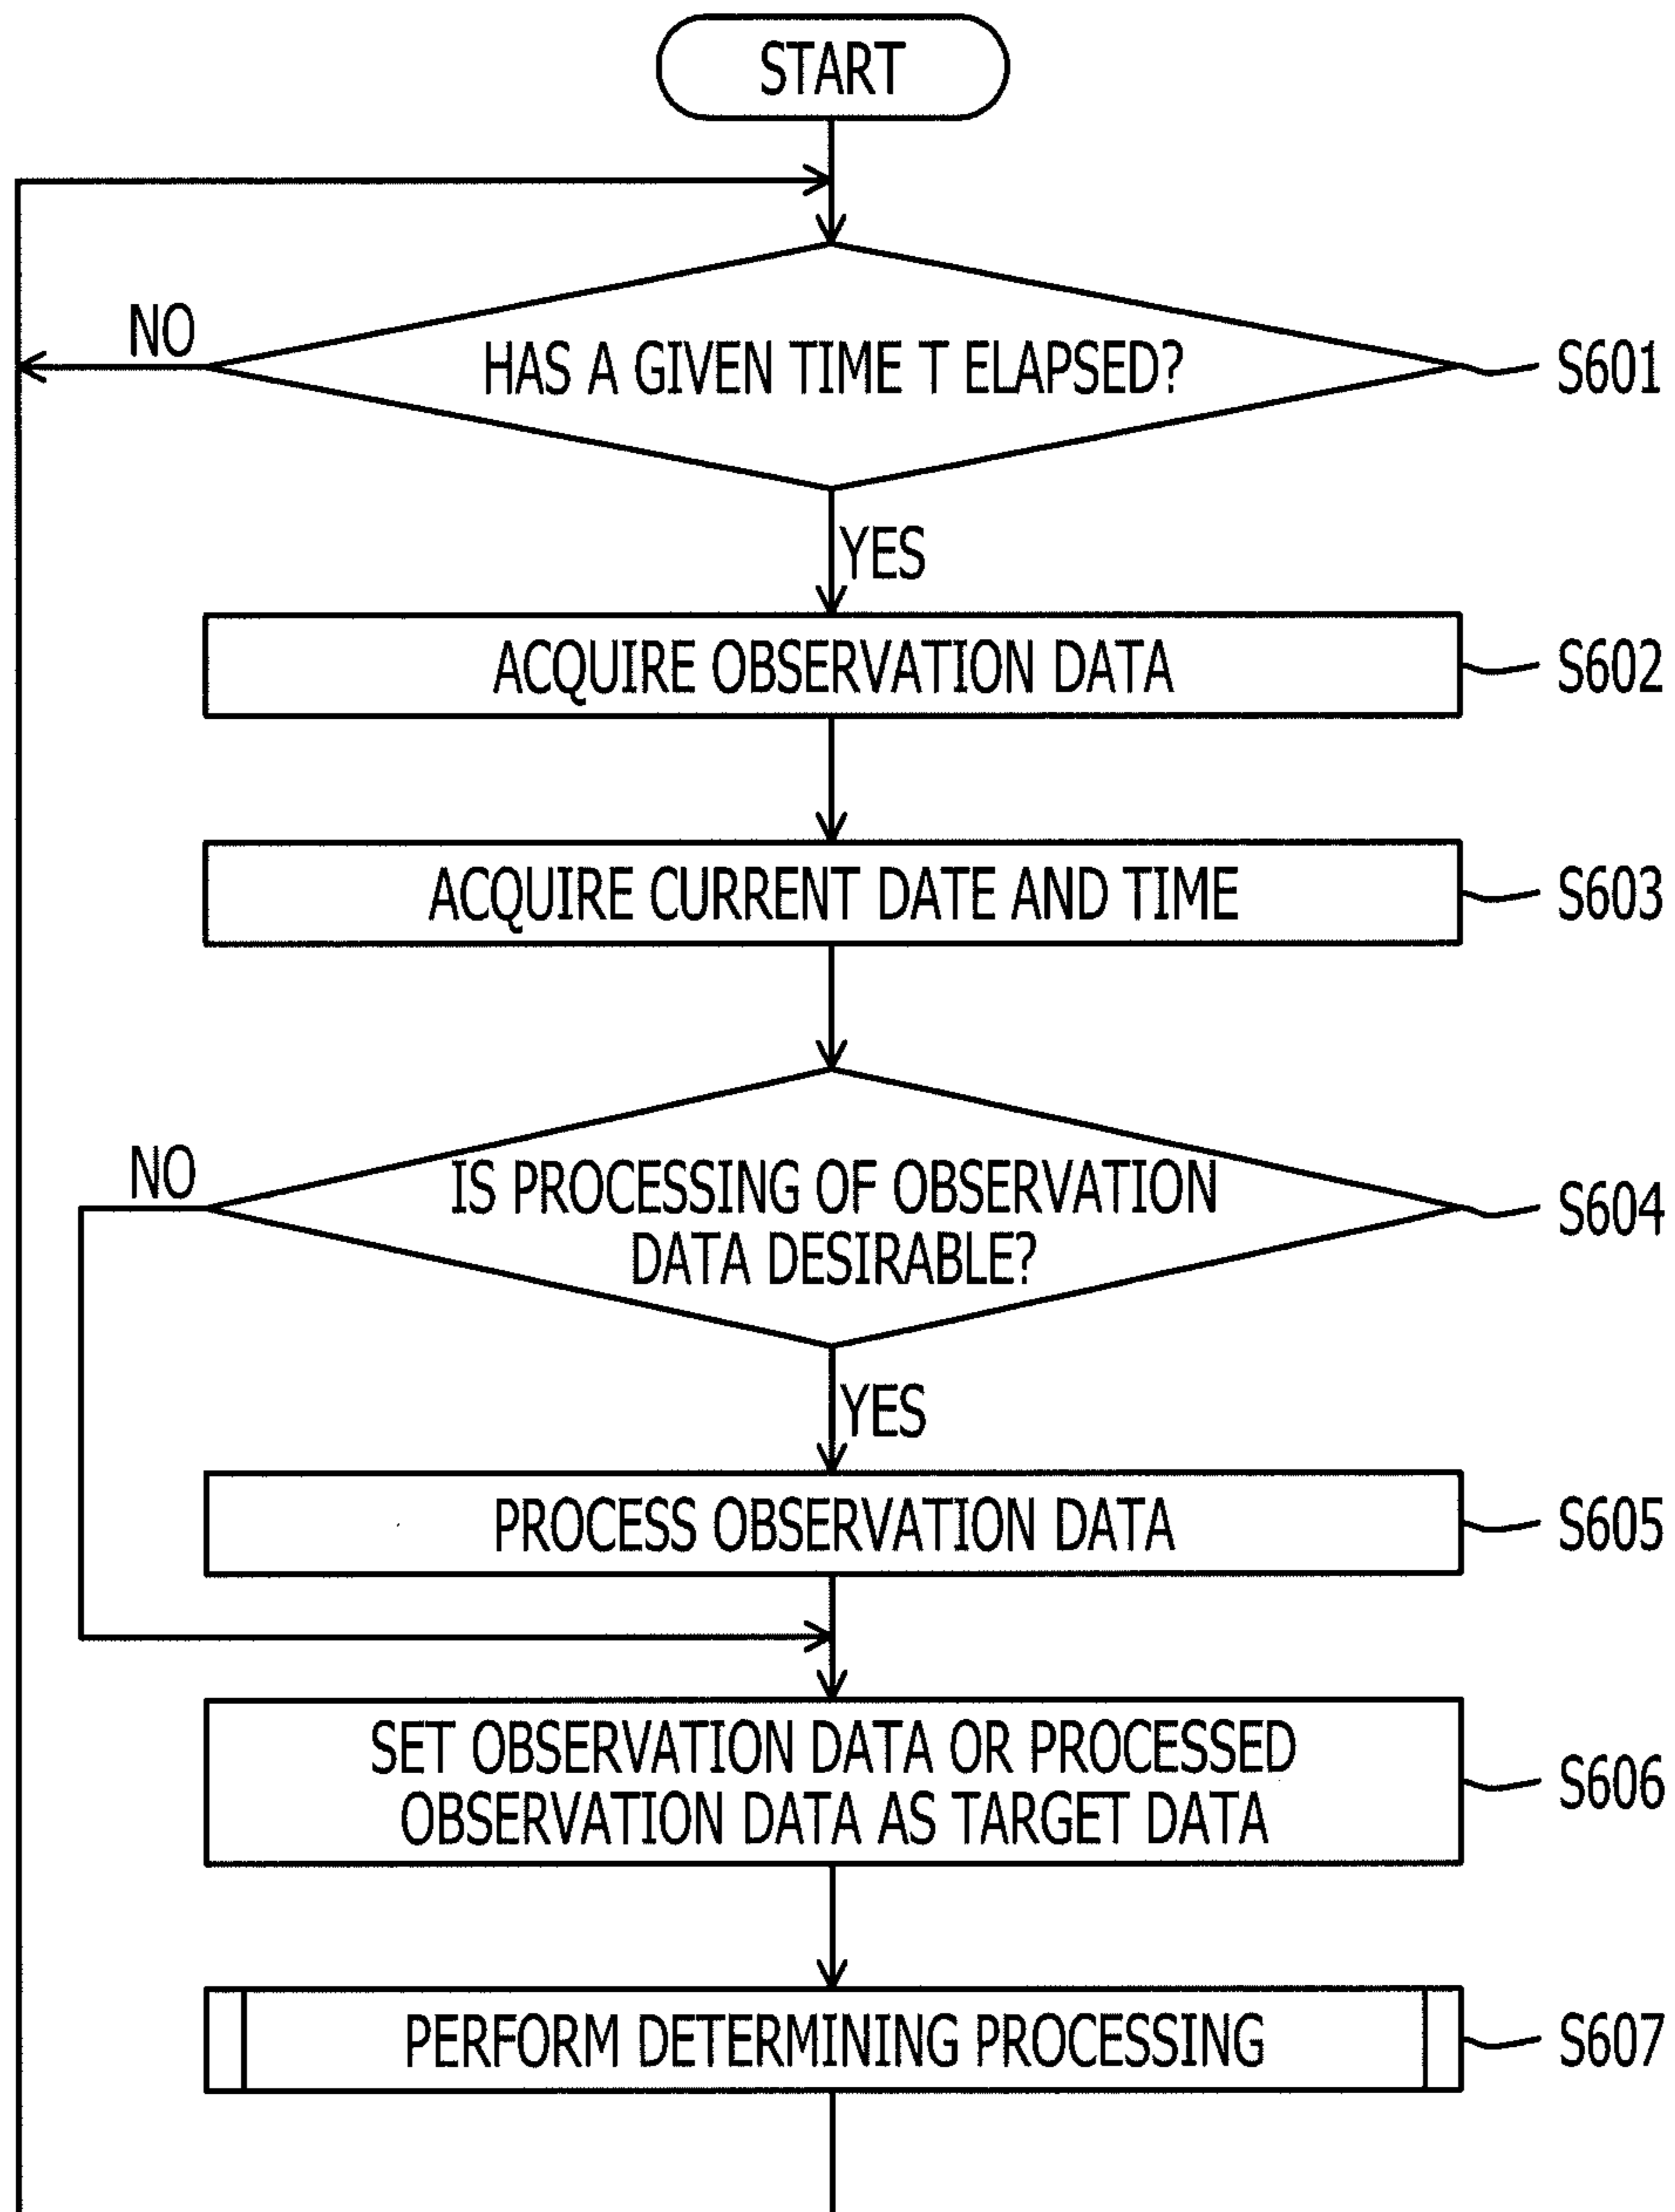 START
NO
HAS A GIVEN TIME T ELAPSED?
S601
YES
ACQUIRE OBSERVATION DATA
S602
ACQUIRE CURRENT DATE AND TIME
S603
NO
IS PROCESSING OF OBSERVATION
DATA DESIRABLE?
S604
YES
PROCESS OBSERVATION DATA
S605
SET OBSERVATION DATA OR PROCESSED
OBSERVATION DATA AS TARGET DATA
S606
PERFORM DETERMINING PROCESSING
S607